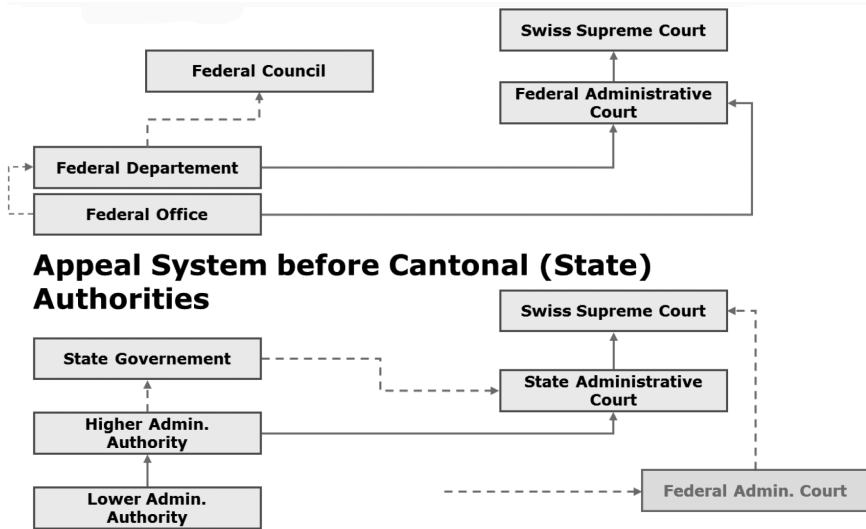 Swiss Supreme Court
Federal Council
Federal Administrative
Court
Federal Departement
Federal Office
Appeal System before Cantonal (State)
Authorities
Swiss Supreme Court
State Governement
State Administrative
Court
Higher Admin.
Authority
Federal Admin. Court
Lower Admin.
Authority